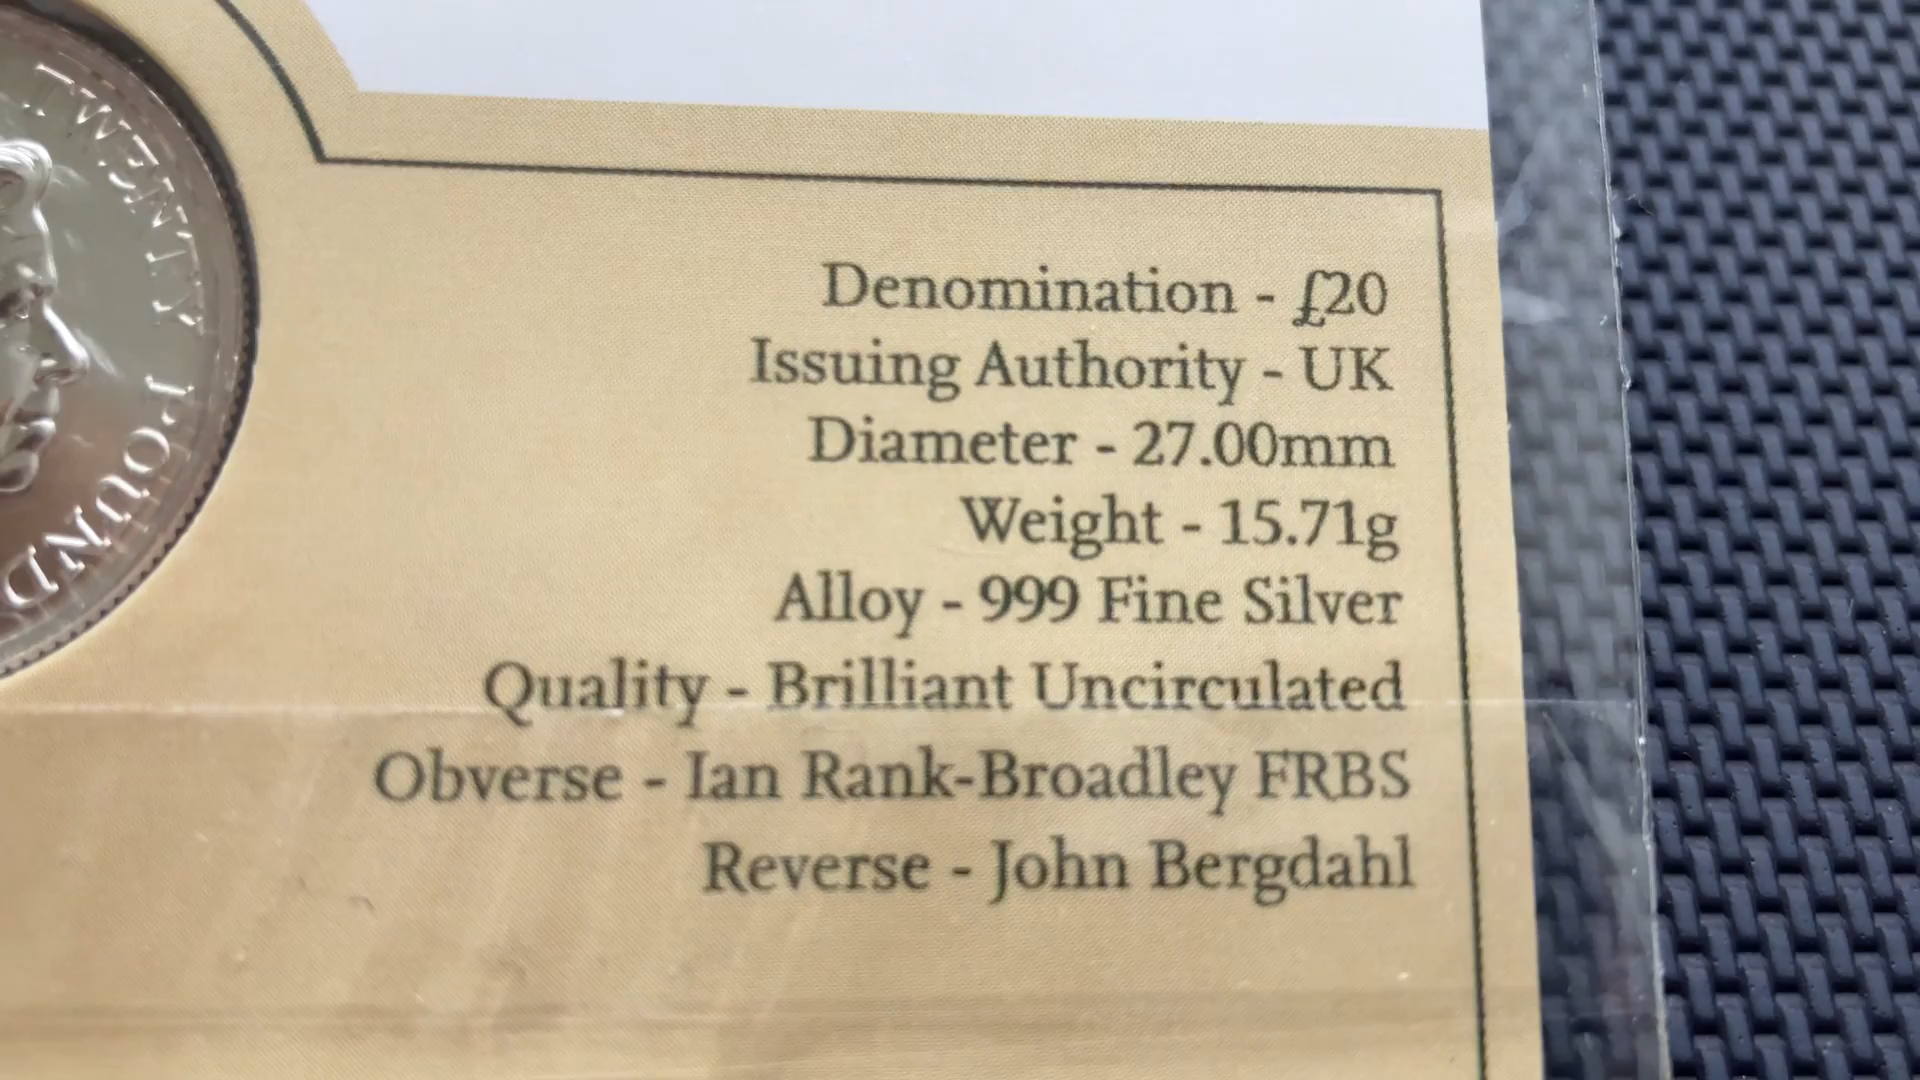 TWENTY POUND
Denomination - £20
Issuing Authority - UK
Diameter - 27.00mm
Weight - 15.71g
Alloy - 999 Fine Silver
Quality - Brilliant Uncirculated
Obverse - Ian Rank-Broadley FRBS
Reverse - John Bergdahl